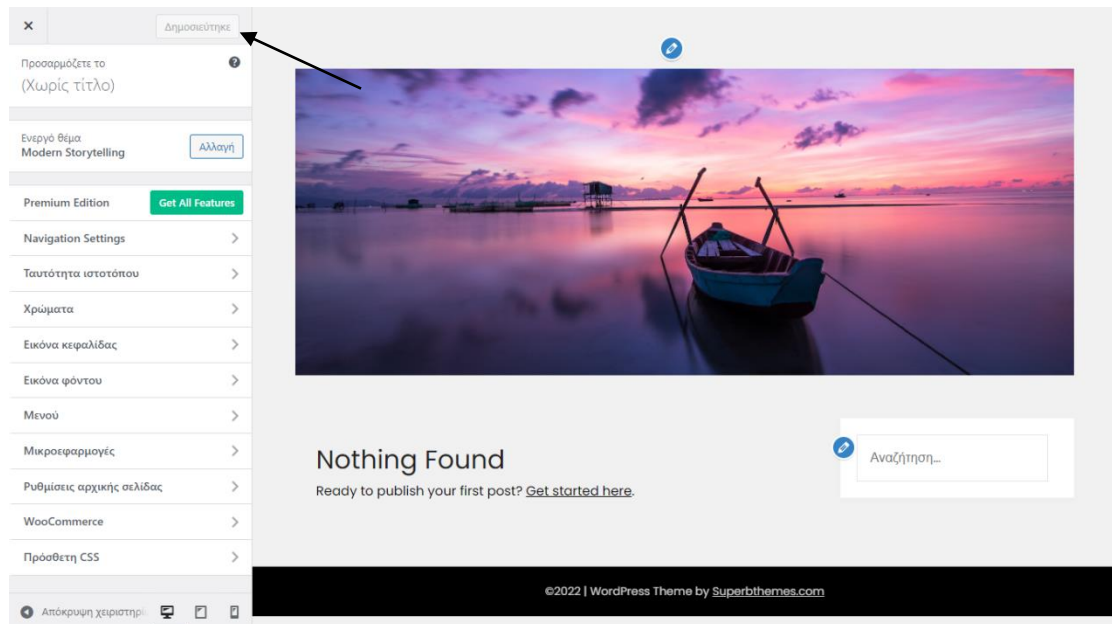 Δημοσιεύτηκε
Προσαρμόζετε το
(Χωρίς τίτλο)
Ενεργό θέμα
Modern Storytelling
Αλλαγή
Premium Edition
Get All Features
Navigation Settings
Ταυτότητα ιστοτόπου
Χρώματα
Εικόνα κεφαλίδας
Εικόνα φόντου
Μενού
Μικροεφαρμογές
Ρυθμίσεις αρχικής σελίδας
WooCommerce
Πρόσθετη CSS
Απόκρυψη
Nothing Found
Ready to publish your first post? Get started here.
Αναζήτηση...
©2022 | WordPress Theme by Superbthemes.com